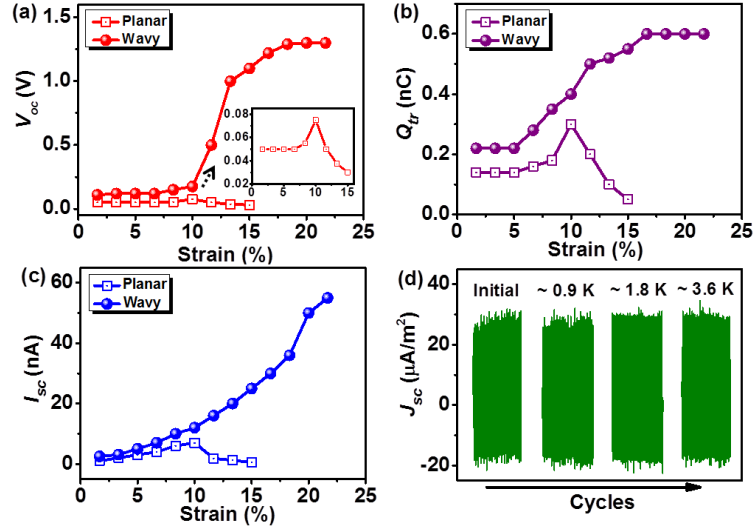 (a)
Planar
Wavy
V_oc (V)
1.5
1.0
0.5
0.0
0.08
0.06
0.04
0.02
0 5 10 15
0 5 10 15 20 25
Strain (%)
(b)
Planar
Wavy
Q_tr (nC)
0.6
0.4
0.2
0.0
0 5 10 15 20 25
Strain (%)
(c)
Planar
Wavy
I_sc (nA)
60
40
20
0
0 5 10 15 20 25
Strain (%)
(d)
Initial ~ 0.9 K ~ 1.8 K ~ 3.6 K
J_sc (μA/m²)
40
20
0
-20
Cycles